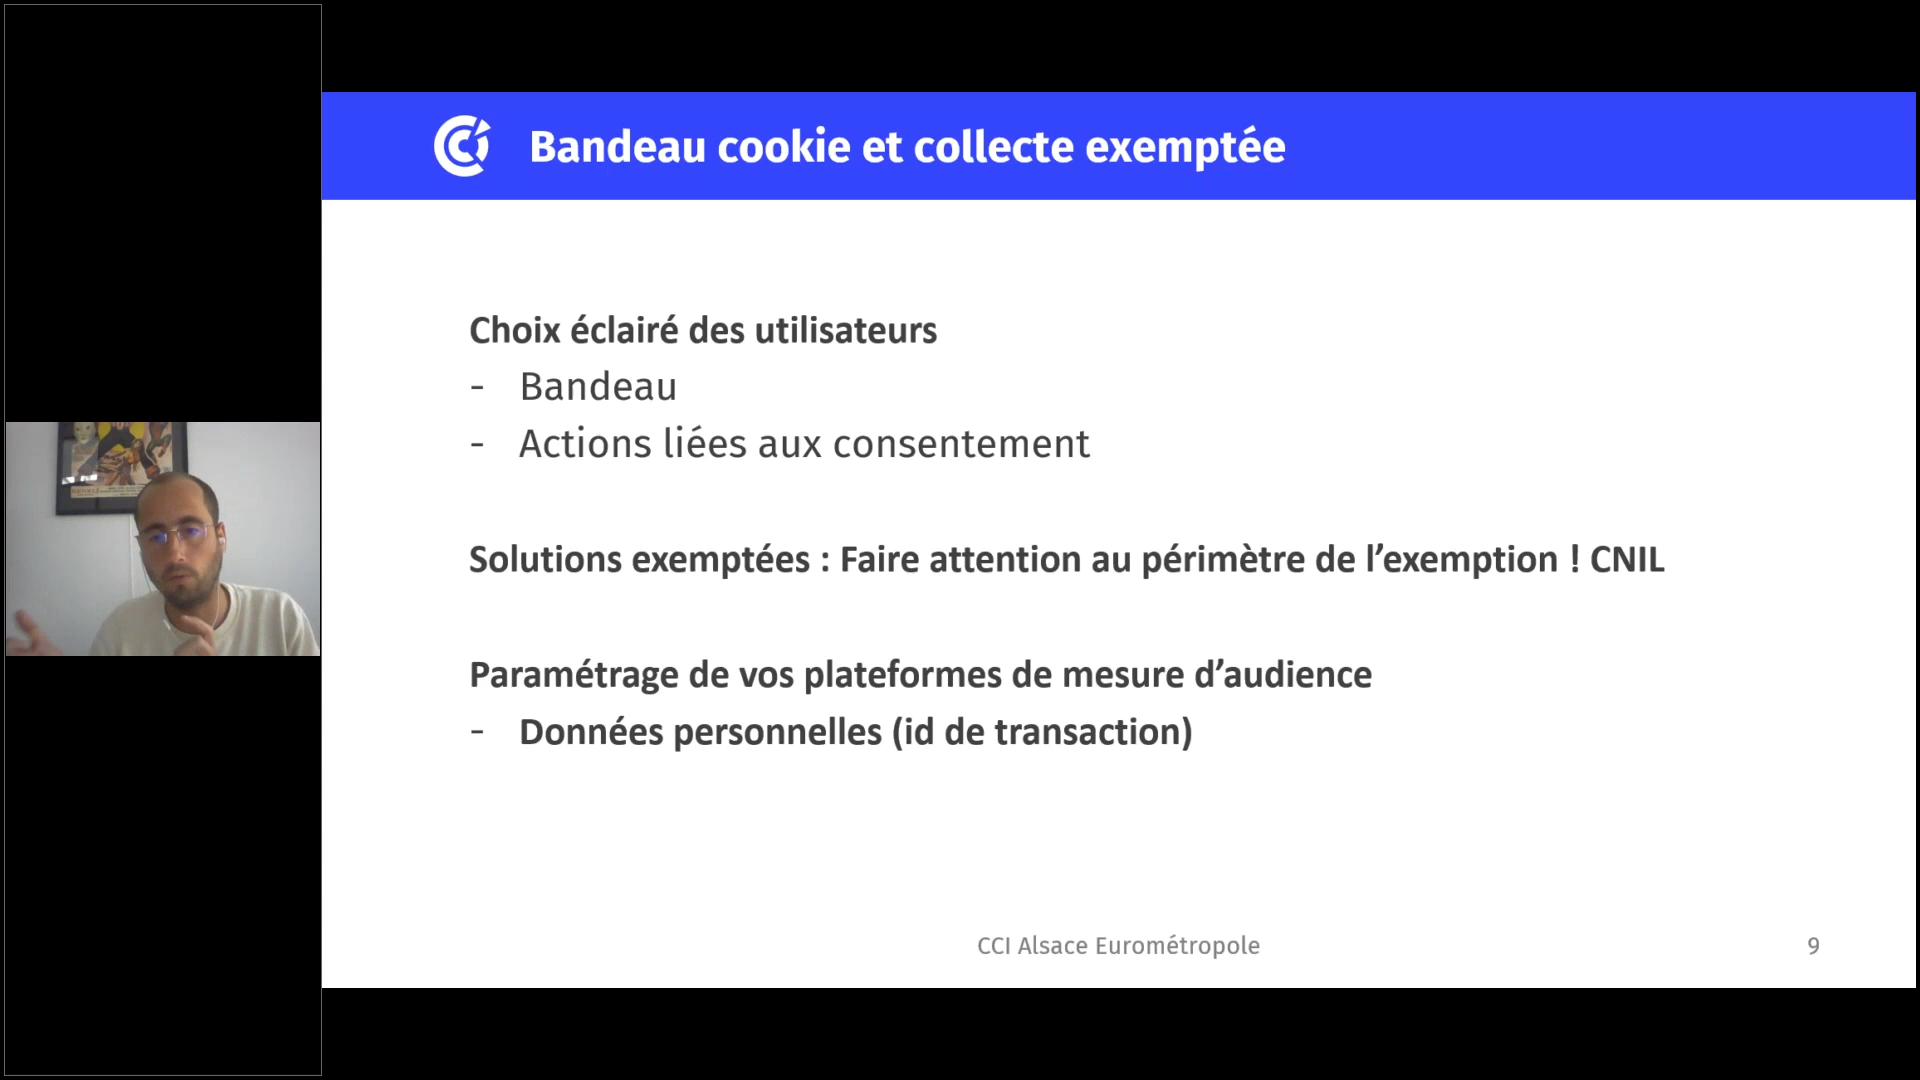 Bandeau cookie et collecte exemptée
Choix éclairé des utilisateurs
- Bandeau
- Actions liées aux consentement
Solutions exemptées : Faire attention au périmètre de l’exemption ! CNIL
Paramétrage de vos plateformes de mesure d’audience
- Données personnelles (id de transaction)
CCI Alsace Eurométropole
9